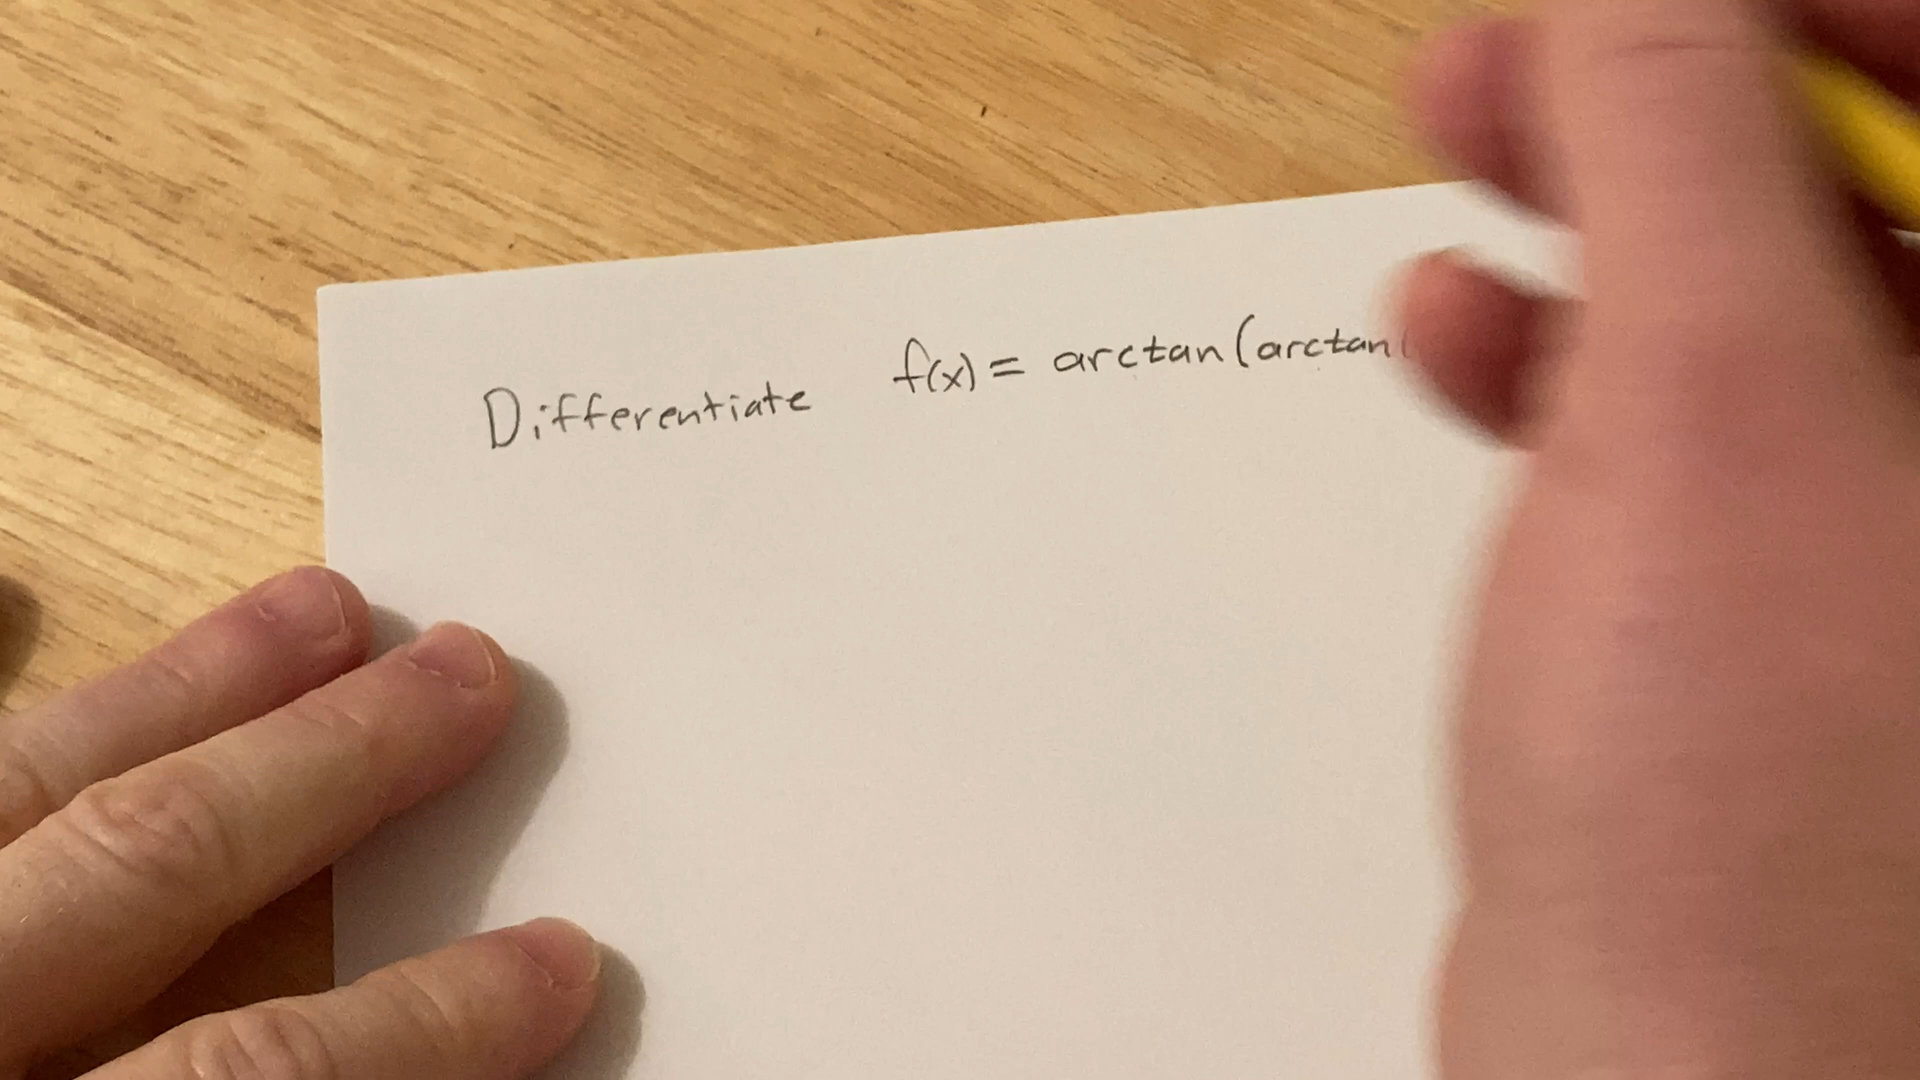 Differentiate f(x) = arctan(arctan(